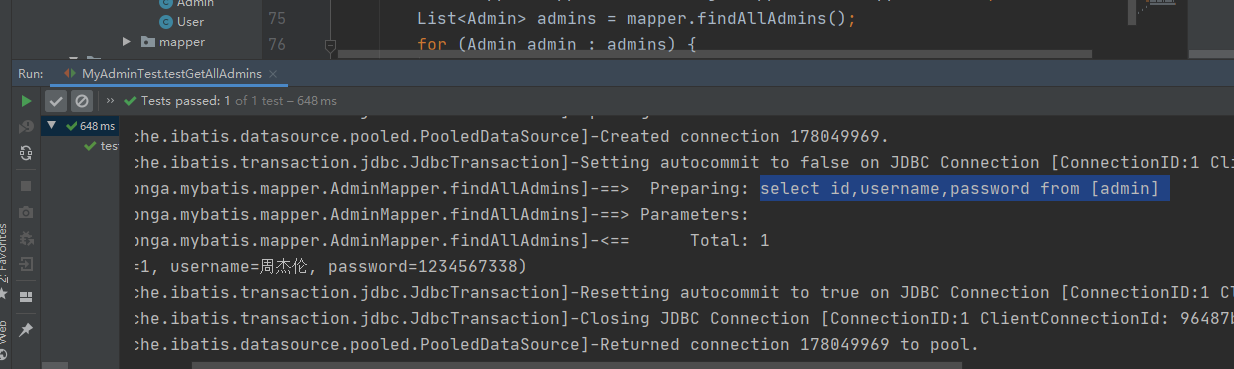 Admin
User
mapper
75 List<Admin> admins = mapper.findAllAdmins();
76 for (Admin admin : admins) {
Run: MyAdminTest.testGetAllAdmins ×
» Tests passed: 1 of 1 test – 648 ms
648 ms
test
che.ibatis.datasource.pooled.PooledDataSource]-Created connection 178049969.
che.ibatis.transaction.jdbc.JdbcTransaction]-Setting autocommit to false on JDBC Connection [ConnectionID:1 Cli
onga.mybatis.mapper.AdminMapper.findAllAdmins]-==>  Preparing: select id,username,password from [admin]
onga.mybatis.mapper.AdminMapper.findAllAdmins]-==> Parameters:
onga.mybatis.mapper.AdminMapper.findAllAdmins]-<==      Total: 1
=1, username=周杰伦, password=1234567338)
che.ibatis.transaction.jdbc.JdbcTransaction]-Resetting autocommit to true on JDBC Connection [ConnectionID:1 Cl
che.ibatis.transaction.jdbc.JdbcTransaction]-Closing JDBC Connection [ConnectionID:1 ClientConnectionId: 96487b
che.ibatis.datasource.pooled.PooledDataSource]-Returned connection 178049969 to pool.
2: Favorites
Web